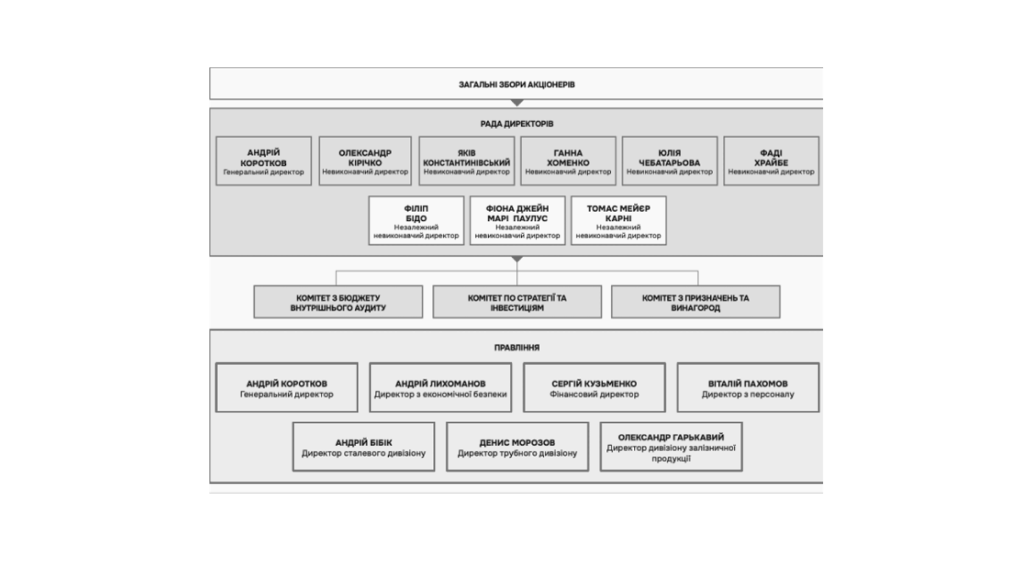 ЗАГАЛЬНІ ЗБОРИ АКЦІОНЕРІВ
РАДА ДИРЕКТОРІВ
АНДРІЙ
КОРОТКОВ
Генеральний директор
ОЛЕКСАНДР
КІРІЧКО
Невиконавчий директор
ЯКІВ
КОНСТАНТИНІВСЬКИЙ
Невиконавчий директор
ГАННА
ХОМЕНКО
Невиконавчий директор
ЮЛІЯ
ЧЕБАТАРЬОВА
Невиконавчий директор
ФАДІ
ХРАЙБЕ
Невиконавчий директор
ФІЛІП
БІДО
Незалежний
невиконавчий директор
ФІОНА ДЖЕЙН
МАРІ ПАУЛУС
Незалежний
невиконавчий директор
ТОМАС МЕЙЄР
КАРНІ
Незалежний
невиконавчий директор
КОМІТЕТ З БЮДЖЕТУ
ВНУТРІШНЬОГО АУДИТУ
КОМІТЕТ ПО СТРАТЕГІЇ ТА
ІНВЕСТИЦІЯМ
КОМІТЕТ З ПРИЗНАЧЕНЬ ТА
ВИНАГОРОД
ПРАВЛІННЯ
АНДРІЙ КОРОТКОВ
Генеральний директор
АНДРІЙ ЛИХОМАНОВ
Директор з економічної безпеки
СЕРГІЙ КУЗЬМЕНКО
Фінансовий директор
ВІТАЛІЙ ПАХОМОВ
Директор з персоналу
АНДРІЙ БІБІК
Директор сталевого дивізіону
ДЕНИС МОРОЗОВ
Директор трубного дивізіону
ОЛЕКСАНДР ГАРЬКАВИЙ
Директор дивізіону залізничної
продукції